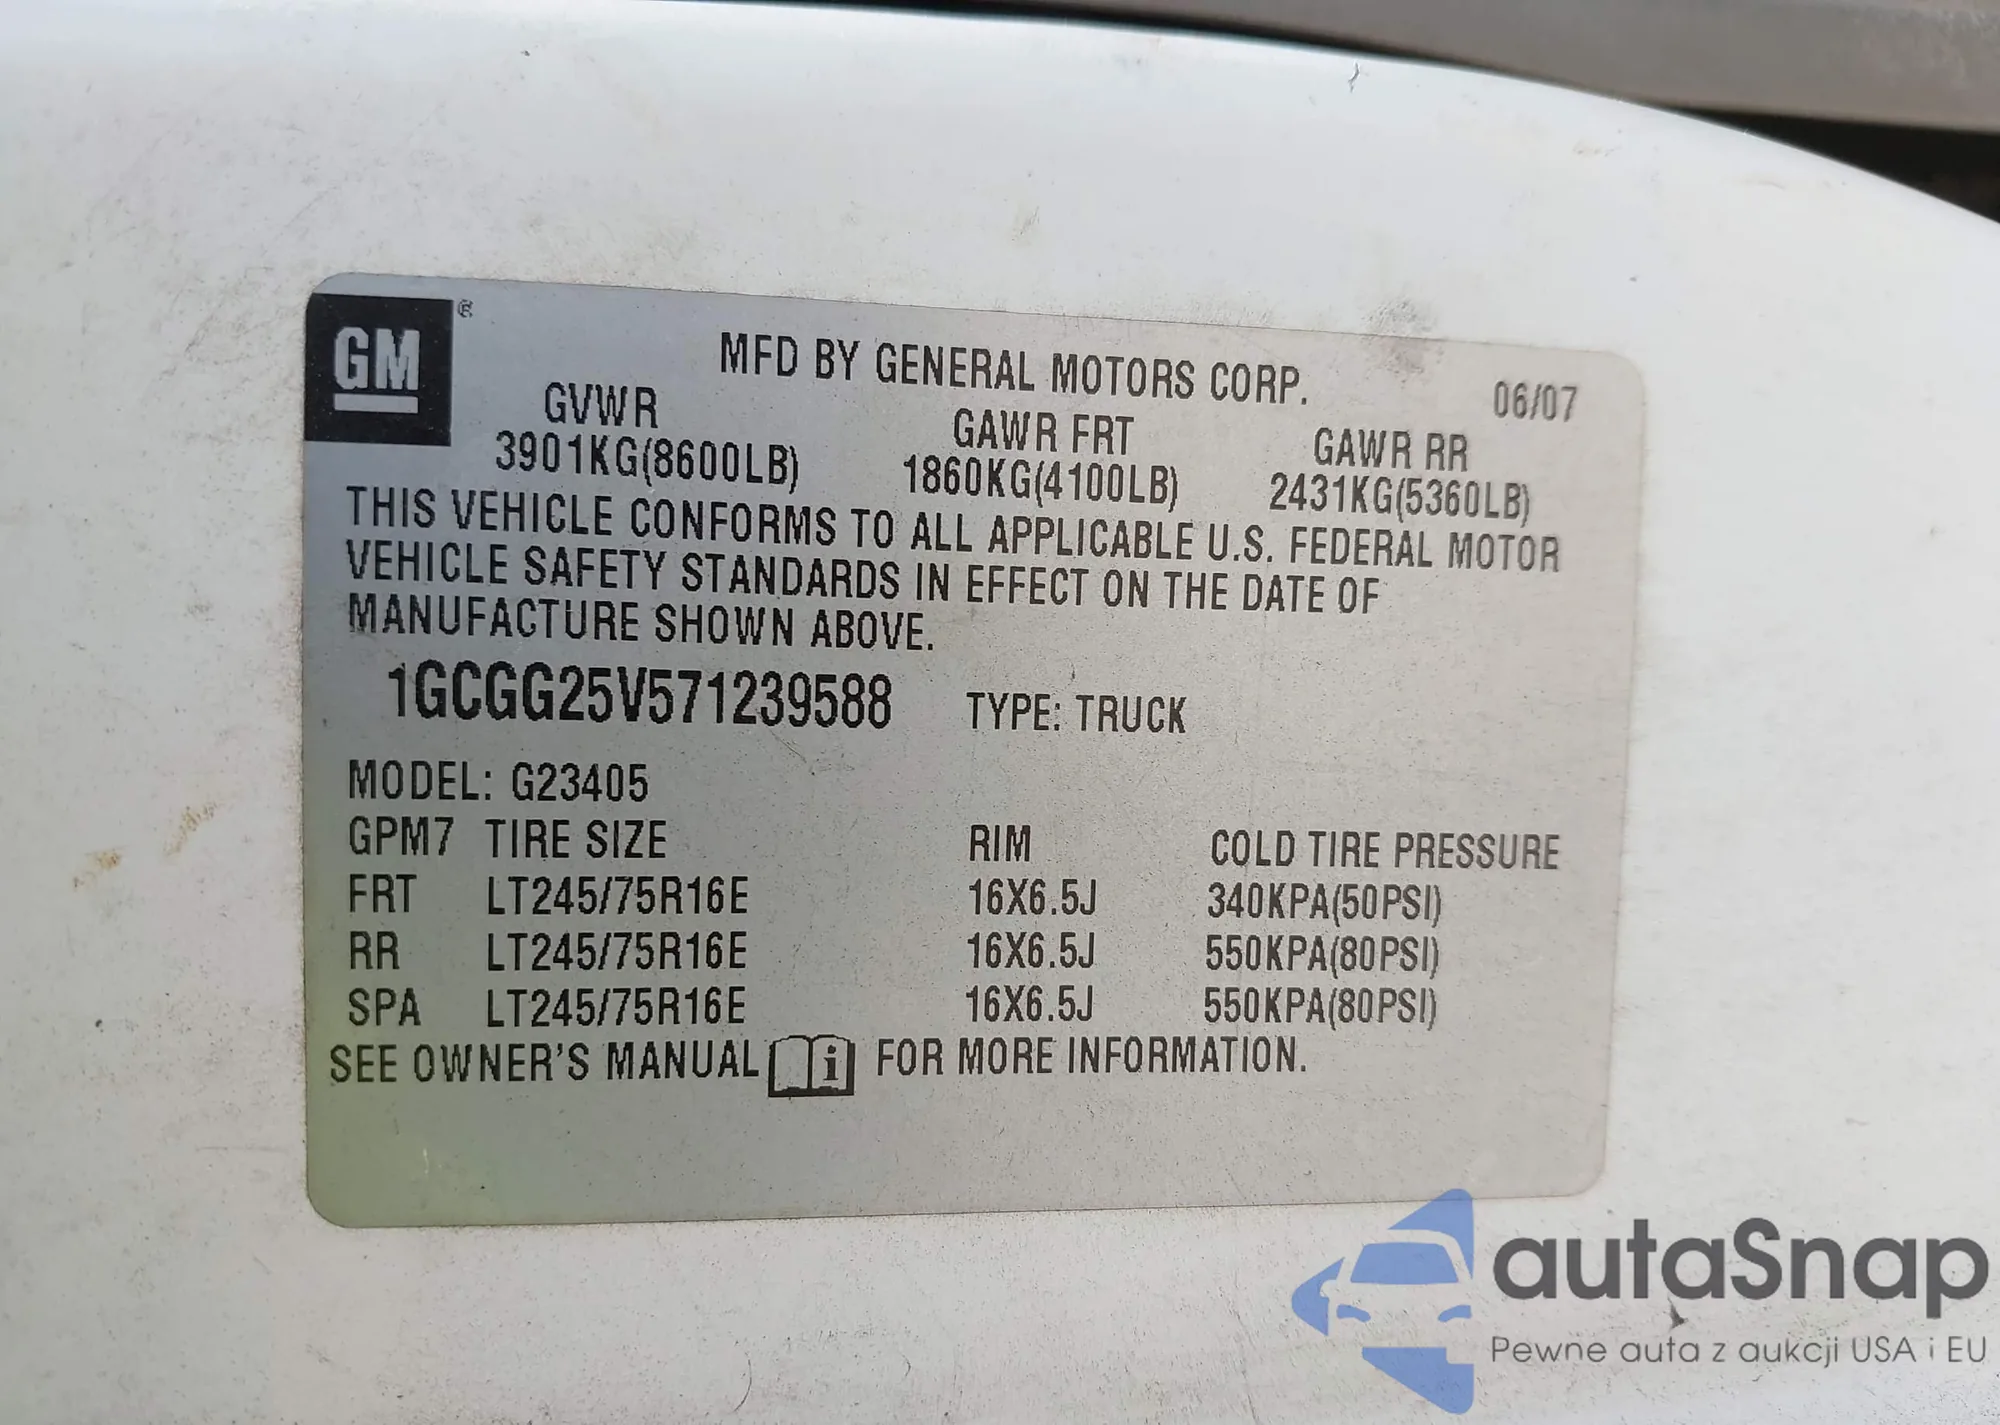 GM ®
MFD BY GENERAL MOTORS CORP. 06/07
GVWR GAWR FRT GAWR RR
3901KG(8600LB) 1860KG(4100LB) 2431KG(5360LB)
THIS VEHICLE CONFORMS TO ALL APPLICABLE U.S. FEDERAL MOTOR
VEHICLE SAFETY STANDARDS IN EFFECT ON THE DATE OF
MANUFACTURE SHOWN ABOVE.
1GCGG25V571239588 TYPE: TRUCK
MODEL: G23405
GPM7 TIRE SIZE RIM COLD TIRE PRESSURE
FRT LT245/75R16E 16X6.5J 340KPA(50PSI)
RR LT245/75R16E 16X6.5J 550KPA(80PSI)
SPA LT245/75R16E 16X6.5J 550KPA(80PSI)
SEE OWNER'S MANUAL i FOR MORE INFORMATION.
autaSnap
Pewne auta z aukcji USA i EU